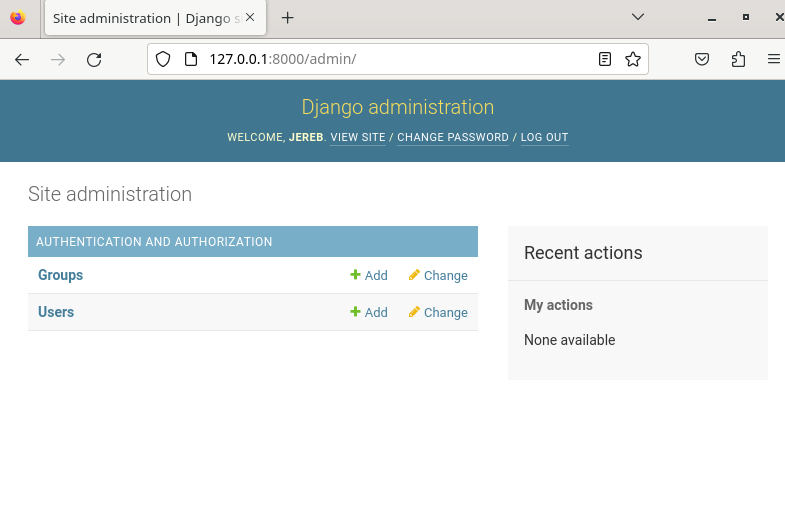 Site administration | Django s
127.0.0.1:8000/admin/
Django administration
WELCOME, JEREB. VIEW SITE / CHANGE PASSWORD / LOG OUT
Site administration
AUTHENTICATION AND AUTHORIZATION
Groups Add Change
Users Add Change
Recent actions
My actions
None available